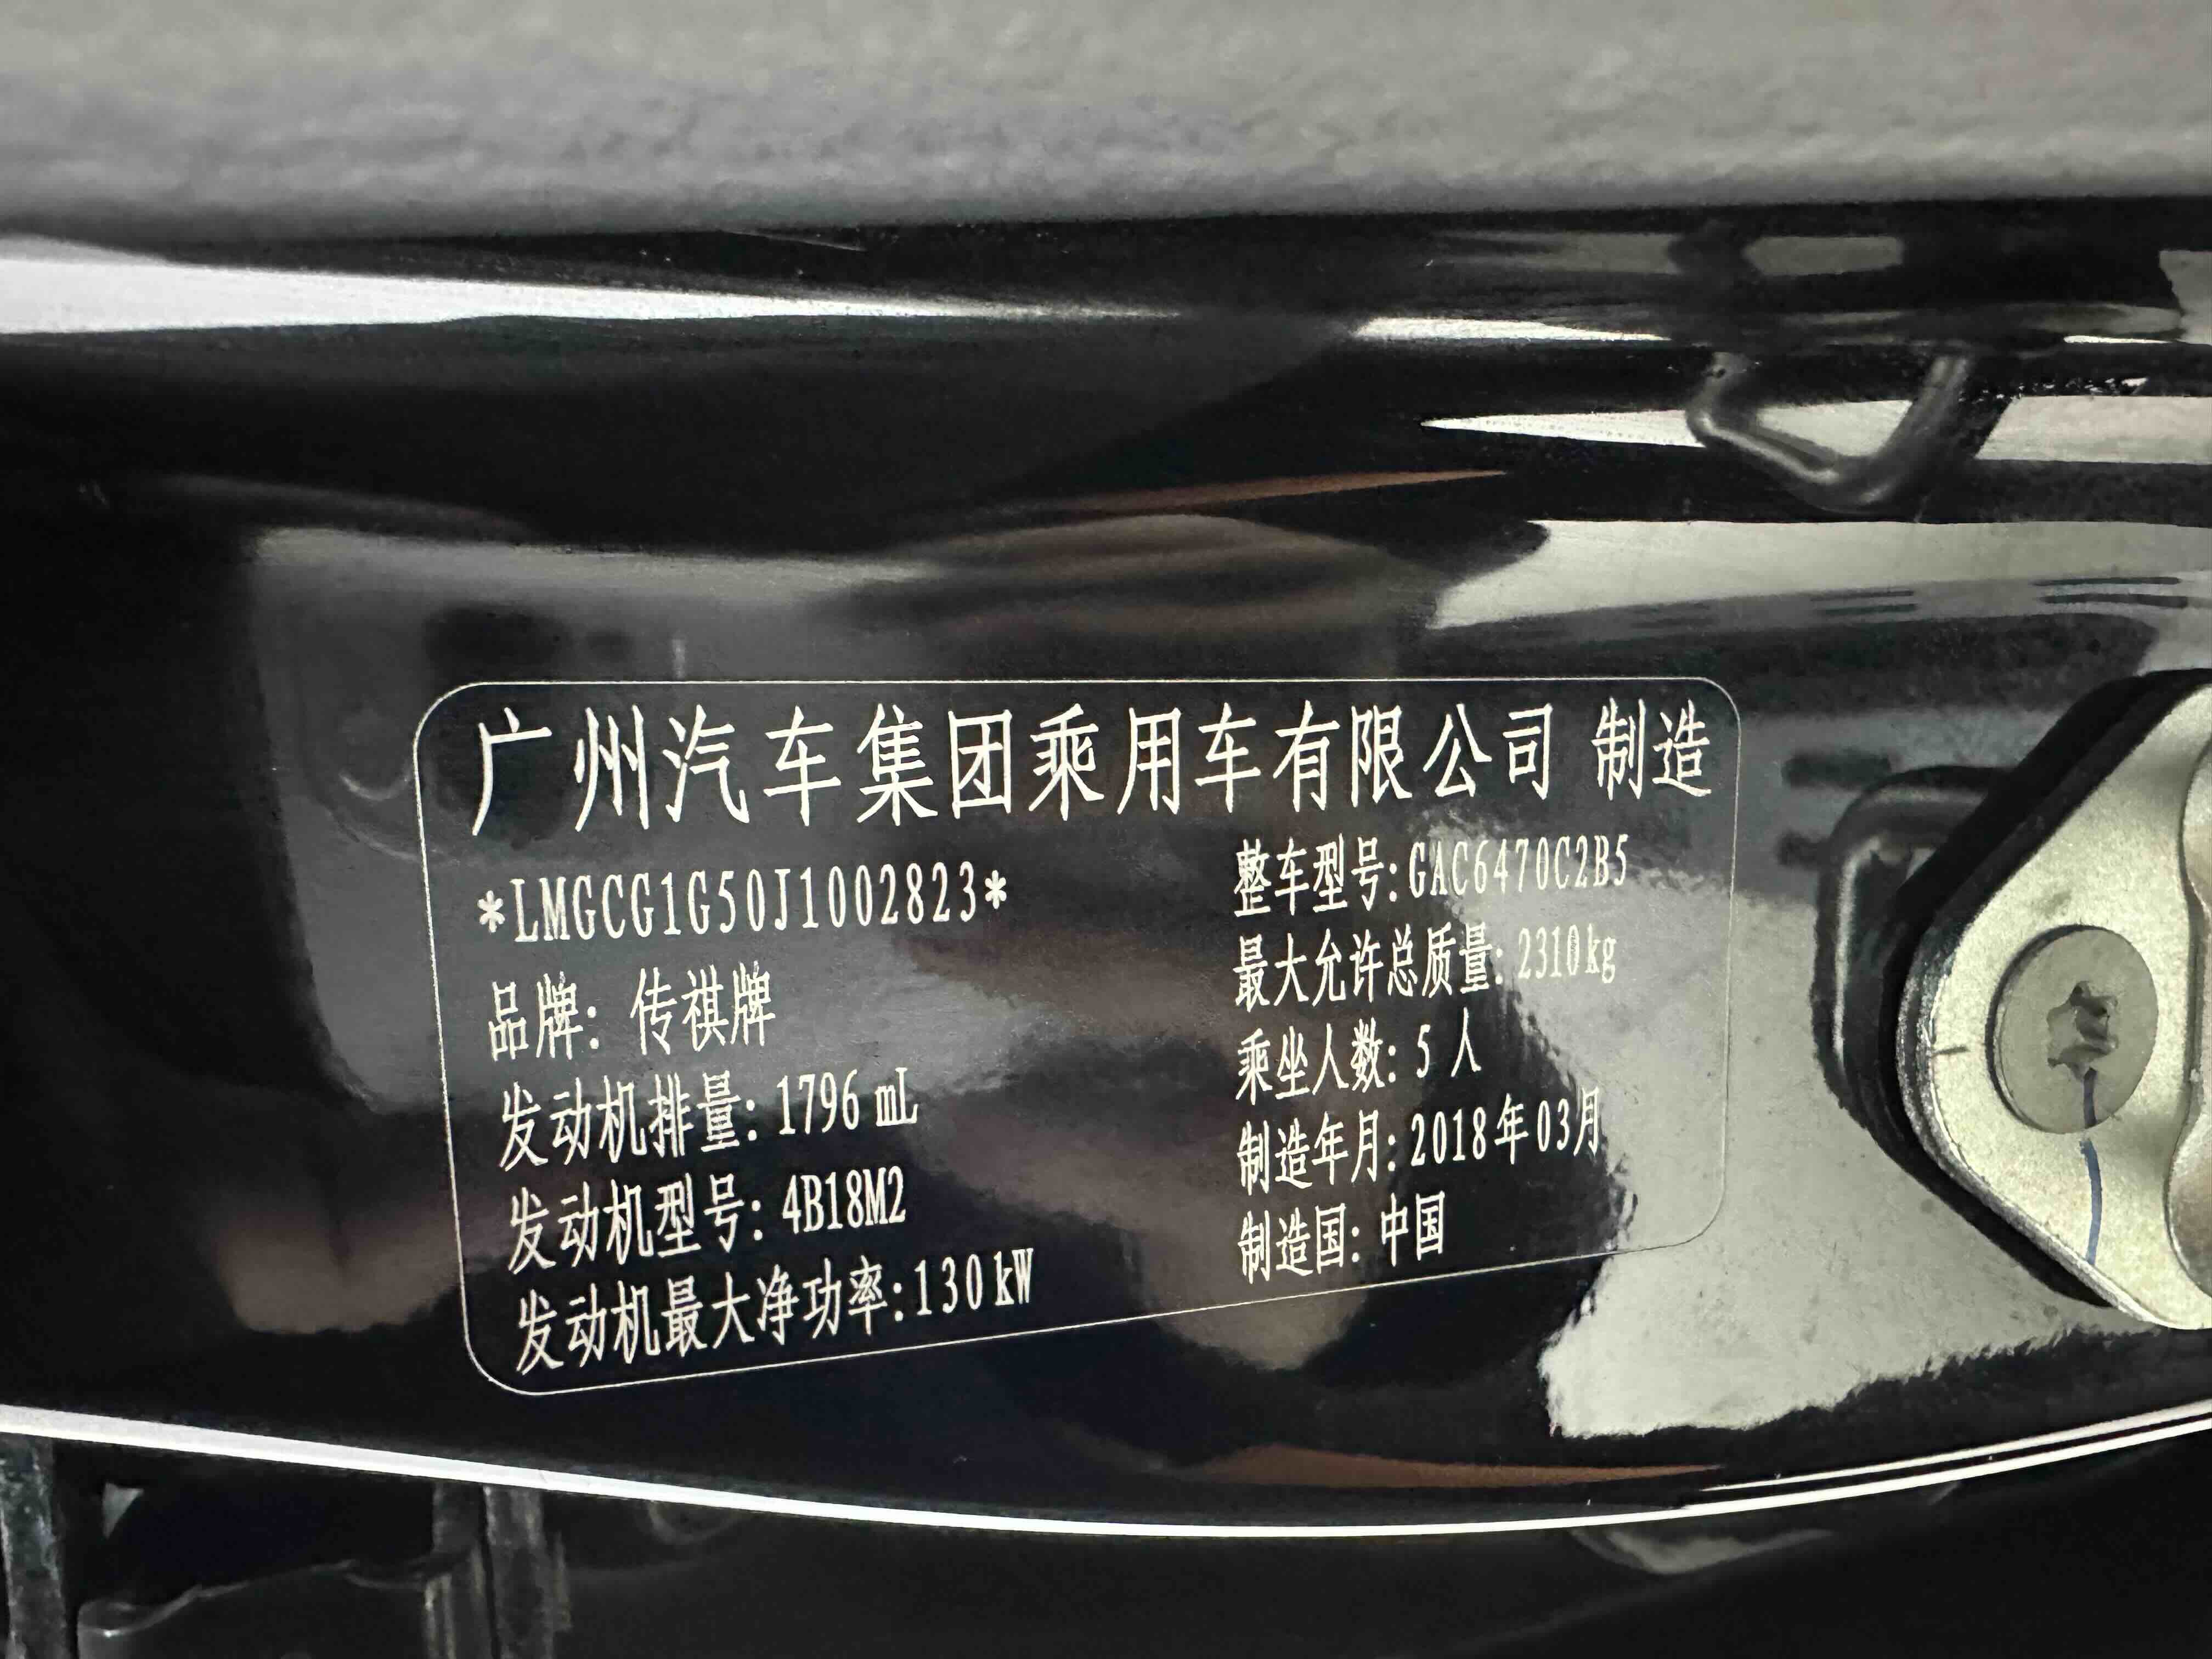 广州汽车集团乘用车有限公司 制造
*LMGCG1G50J1002823*
品牌: 传祺牌
发动机排量: 1796 mL
发动机型号: 4B18M2
发动机最大净功率:130kW
整车型号: GAC6470C2B5
最大允许总质量: 2310kg
乘坐人数: 5 人
制造年月: 2018年03月
制造国: 中国